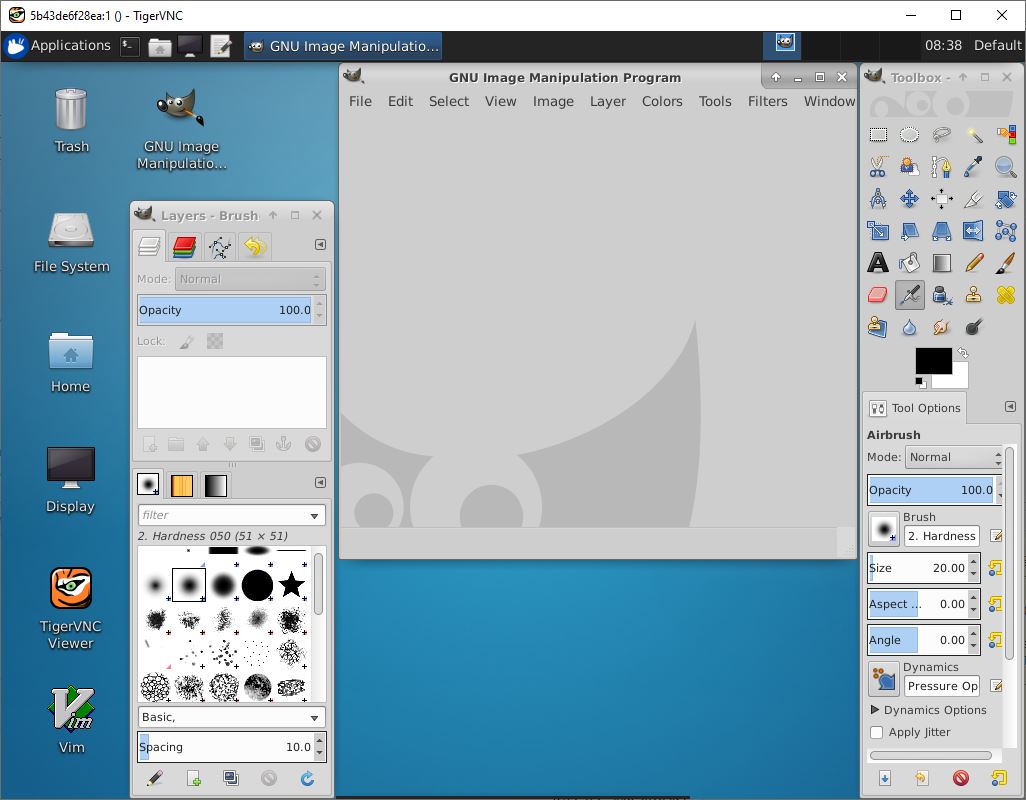 5b43de6f28ea:1 () - TigerVNC
Applications
GNU Image Manipulatio...
08:38
Default
Trash
GNU Image
Manipulatio...
File System
Home
Display
TigerVNC
Viewer
Vim
Layers - Brush
Mode: Normal
Opacity 100.0
Lock:
filter
2. Hardness 050 (51 × 51)
Basic,
Spacing 10.0
GNU Image Manipulation Program
File Edit Select View Image Layer Colors Tools Filters Window
Toolbox -
Tool Options
Airbrush
Mode: Normal
Opacity 100.0
Brush
2. Hardness
Size 20.00
Aspect ... 0.00
Angle 0.00
Dynamics
Pressure Op
Dynamics Options
Apply Jitter